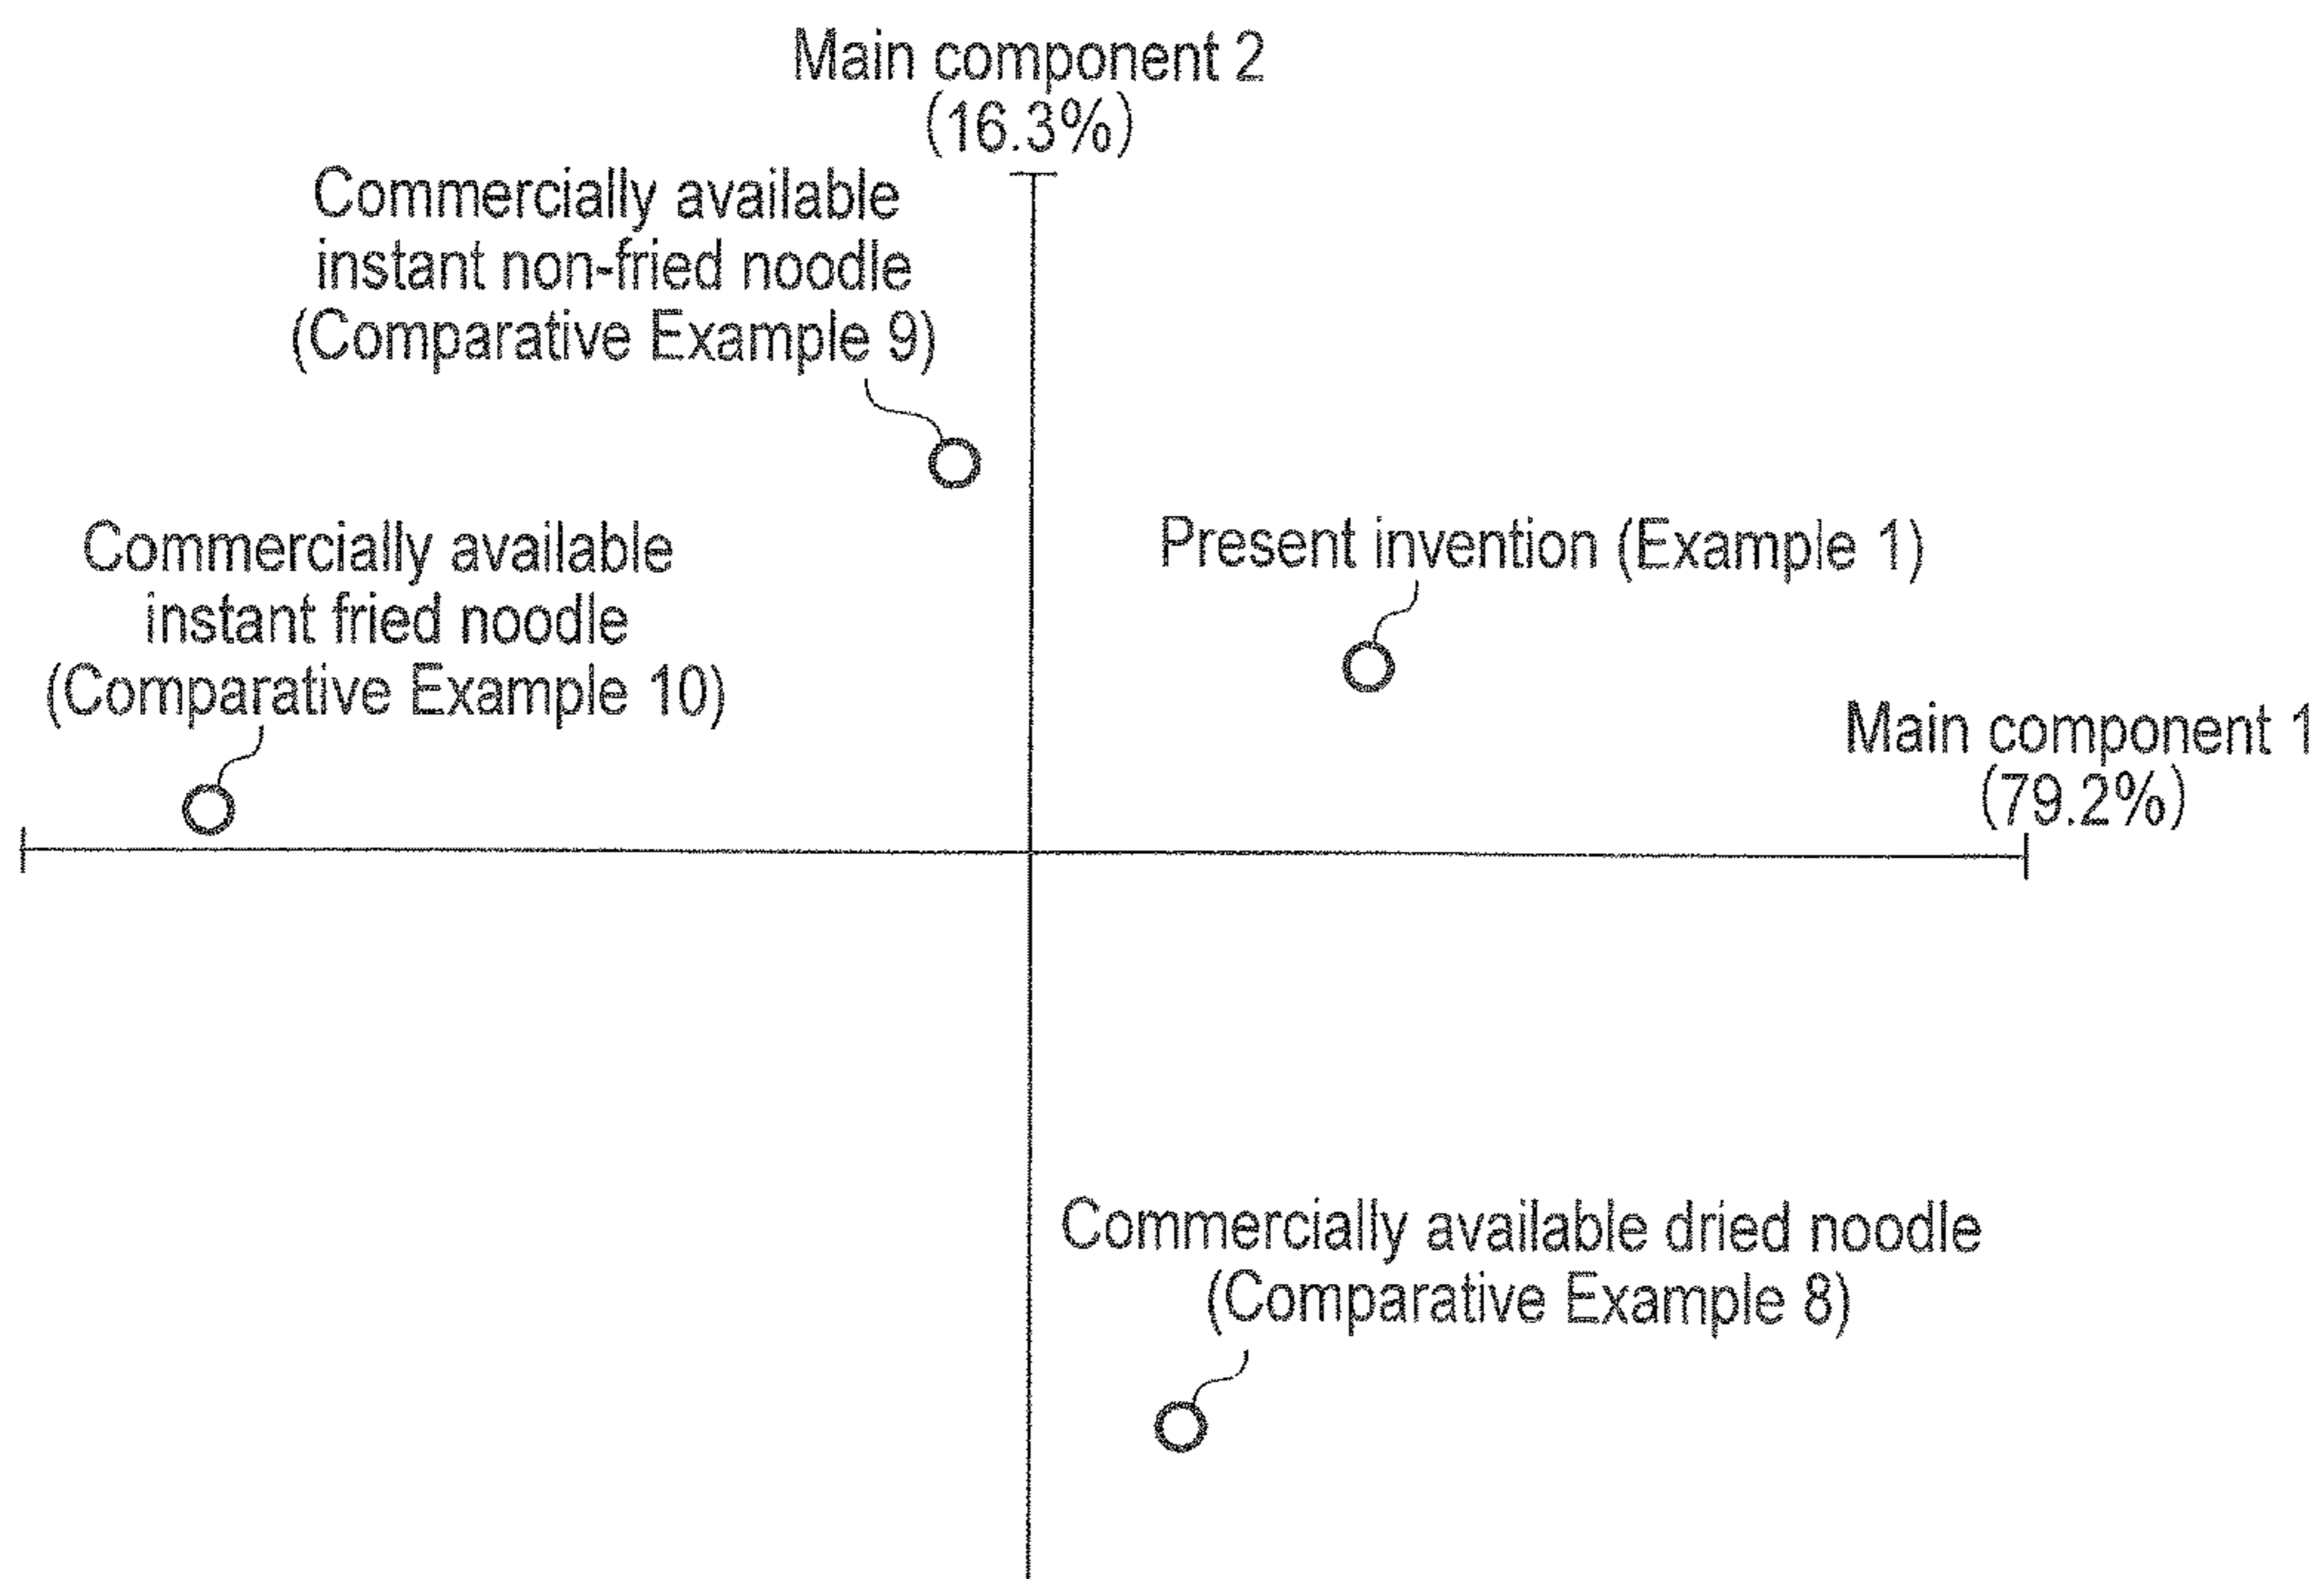 Main component 2
(16.3%)
Commercially available
instant non-fried noodle
(Comparative Example 9)
Commercially available
instant fried noodle
(Comparative Example 10)
Present invention (Example 1)
Main component 1
(79.2%)
Commercially available dried noodle
(Comparative Example 8)